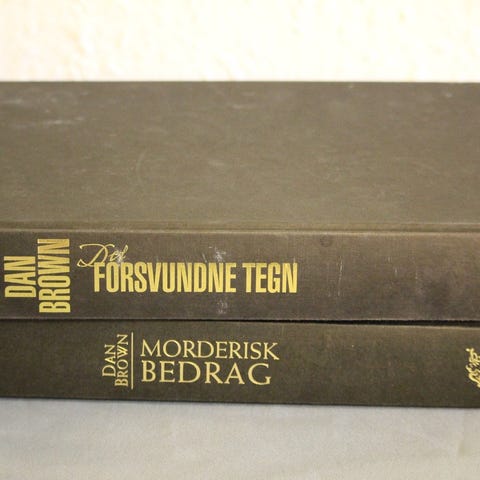 DAN
BROWN
Det
FORSVUNDNE TEGN
DAN
BROWN
MORDERISK
BEDRAG